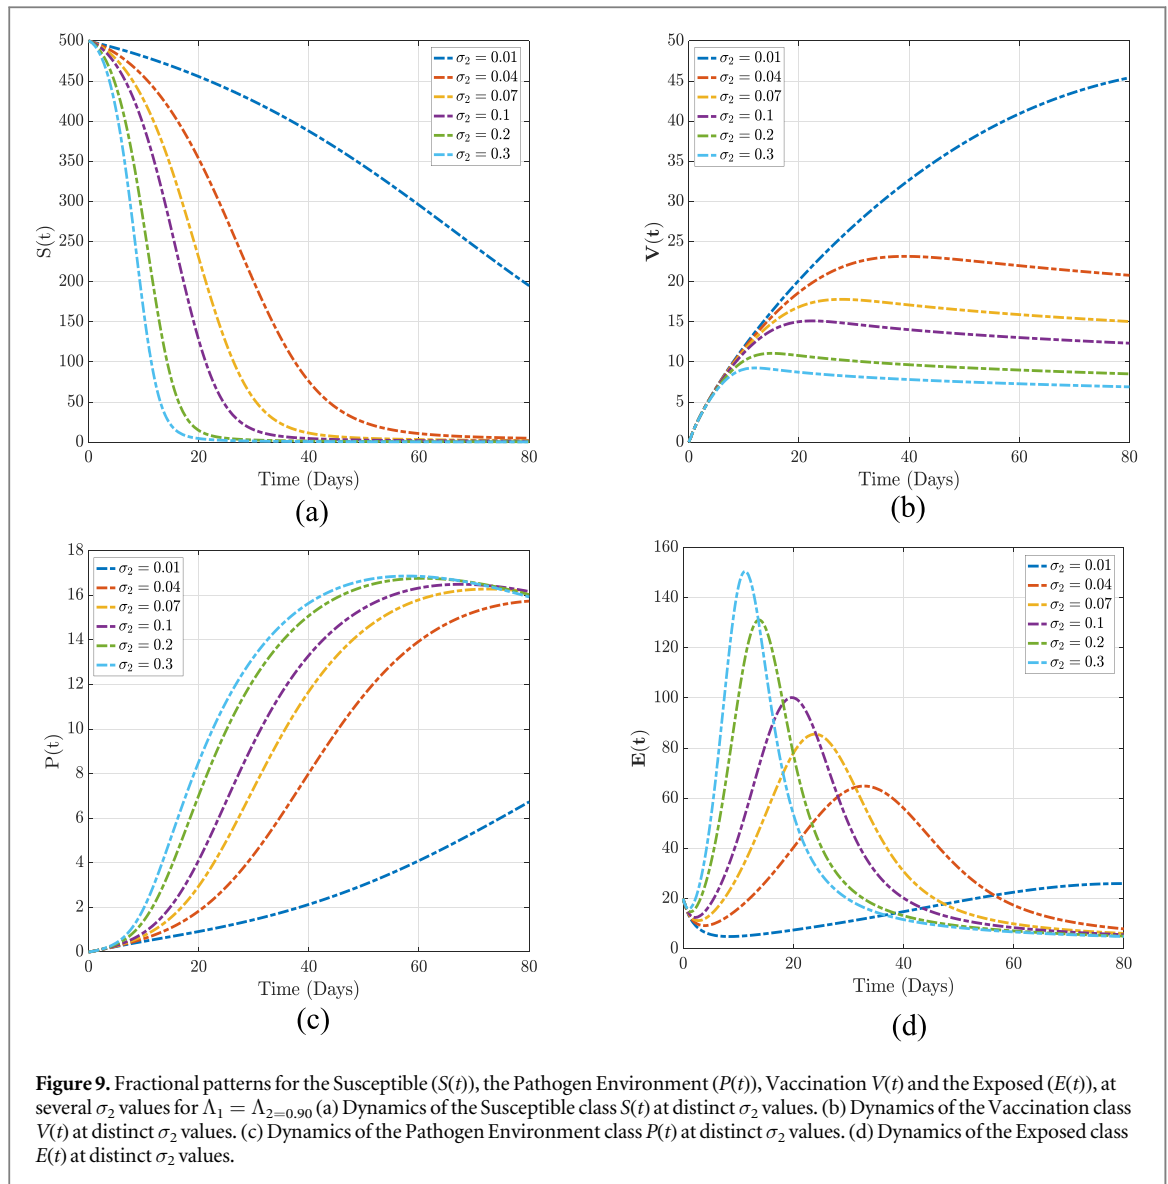 500
450
400
350
300
250
200
150
100
50
0
S(t)
σ₂ = 0.01
σ₂ = 0.04
σ₂ = 0.07
σ₂ = 0.1
σ₂ = 0.2
σ₂ = 0.3
0 20 40 60 80
Time (Days)
(a)
50
45
40
35
30
25
20
15
10
5
0
V(t)
σ₂ = 0.01
σ₂ = 0.04
σ₂ = 0.07
σ₂ = 0.1
σ₂ = 0.2
σ₂ = 0.3
0 20 40 60 80
Time (Days)
(b)
18
16
14
12
10
8
6
4
2
0
P(t)
σ₂ = 0.01
σ₂ = 0.04
σ₂ = 0.07
σ₂ = 0.1
σ₂ = 0.2
σ₂ = 0.3
0 20 40 60 80
Time (Days)
(c)
160
140
120
100
80
60
40
20
0
E(t)
σ₂ = 0.01
σ₂ = 0.04
σ₂ = 0.07
σ₂ = 0.1
σ₂ = 0.2
σ₂ = 0.3
0 20 40 60 80
Time (Days)
(d)
Figure 9. Fractional patterns for the Susceptible (S(t)), the Pathogen Environment (P(t)), Vaccination V(t) and the Exposed (E(t)), at
several σ₂ values for Λ₁ = Λ₂₌₀.₉₀ (a) Dynamics of the Susceptible class S(t) at distinct σ₂ values. (b) Dynamics of the Vaccination class
V(t) at distinct σ₂ values. (c) Dynamics of the Pathogen Environment class P(t) at distinct σ₂ values. (d) Dynamics of the Exposed class
E(t) at distinct σ₂ values.